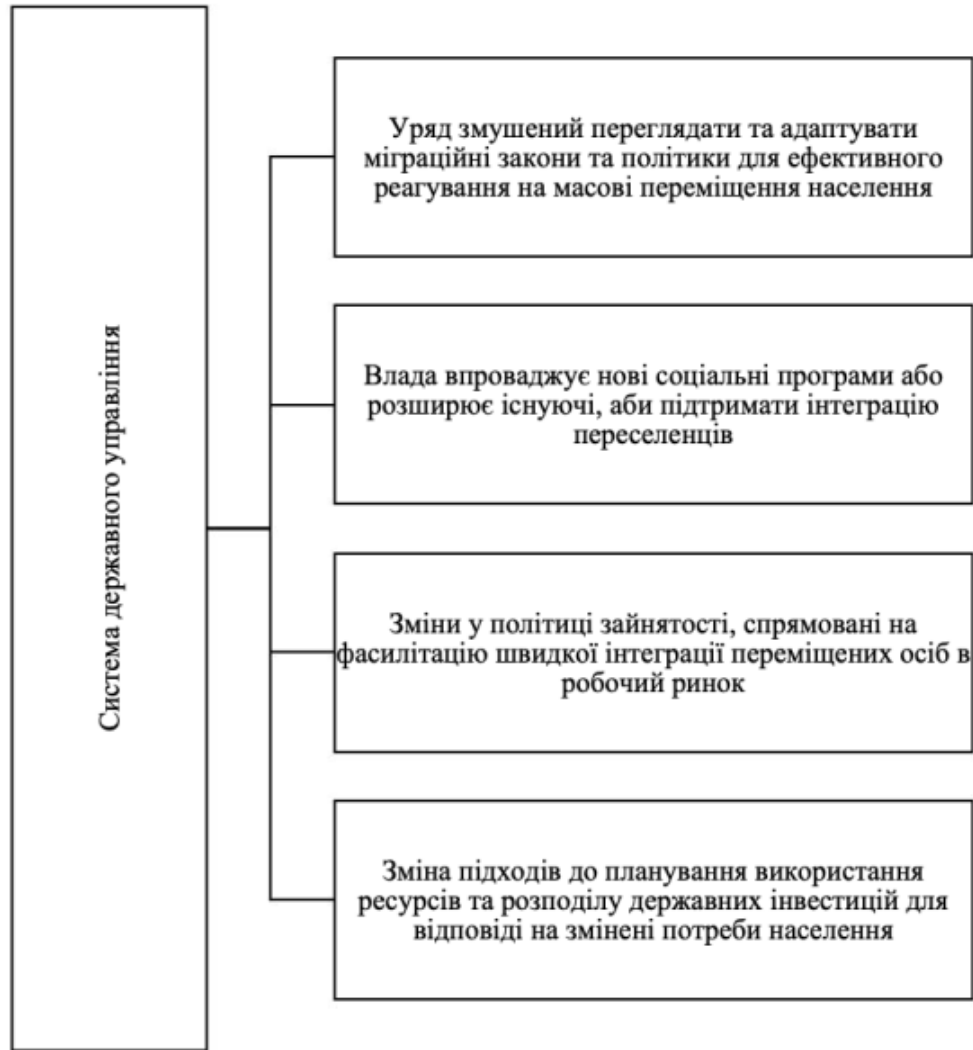 Система державного управління
Уряд змушений переглядати та адаптувати
міграційні закони та політики для ефективного
реагування на масові переміщення населення
Влада впроваджує нові соціальні програми або
розширює існуючі, аби підтримати інтеграцію
переселенців
Зміни у політиці зайнятості, спрямовані на
фасилітацію швидкої інтеграції переміщених осіб в
робочий ринок
Зміна підходів до планування використання
ресурсів та розподілу державних інвестицій для
відповіді на змінені потреби населення